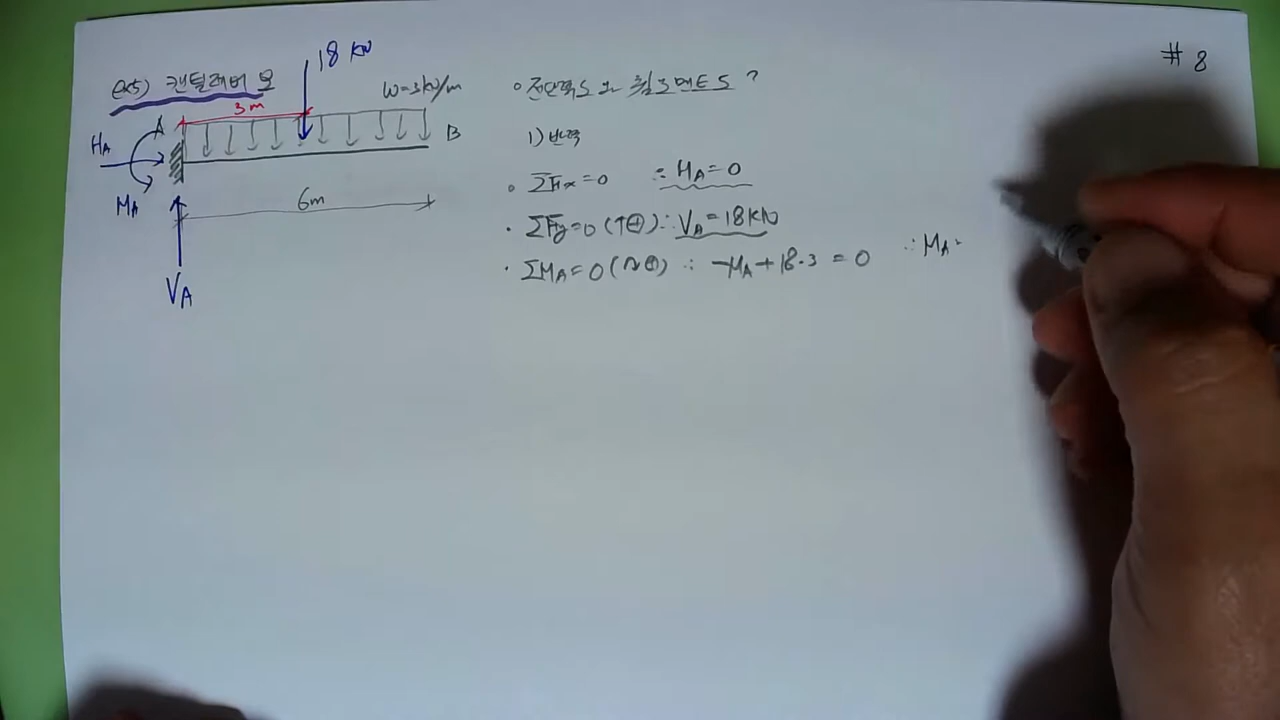 ex5) 캔틸레버 보
18 kN
3m
w=3kN/m
A
B
HA
MA
6m
VA
# 8
○ 전단력도와 휨모멘트도?
1) 반력
○ ΣFx=0 ∴ HA=0
· ΣFy=0 (↑⊕) ∴ VA=18kN
· ΣMA=0 (↷⊕) ∴ -MA+18·3=0 ∴ MA=